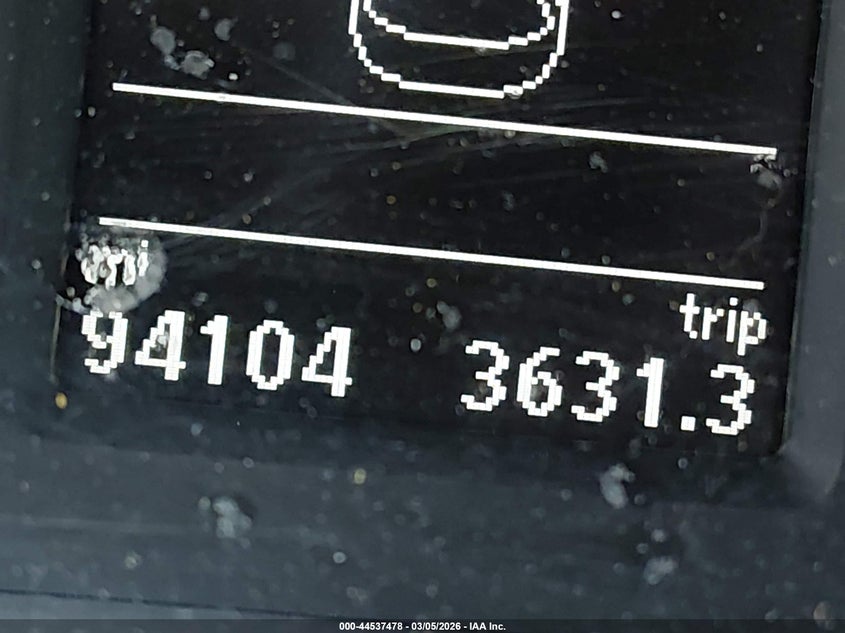 mi
trip
94104
3631.3
000-44537478 - 03/05/2026 - IAA Inc.